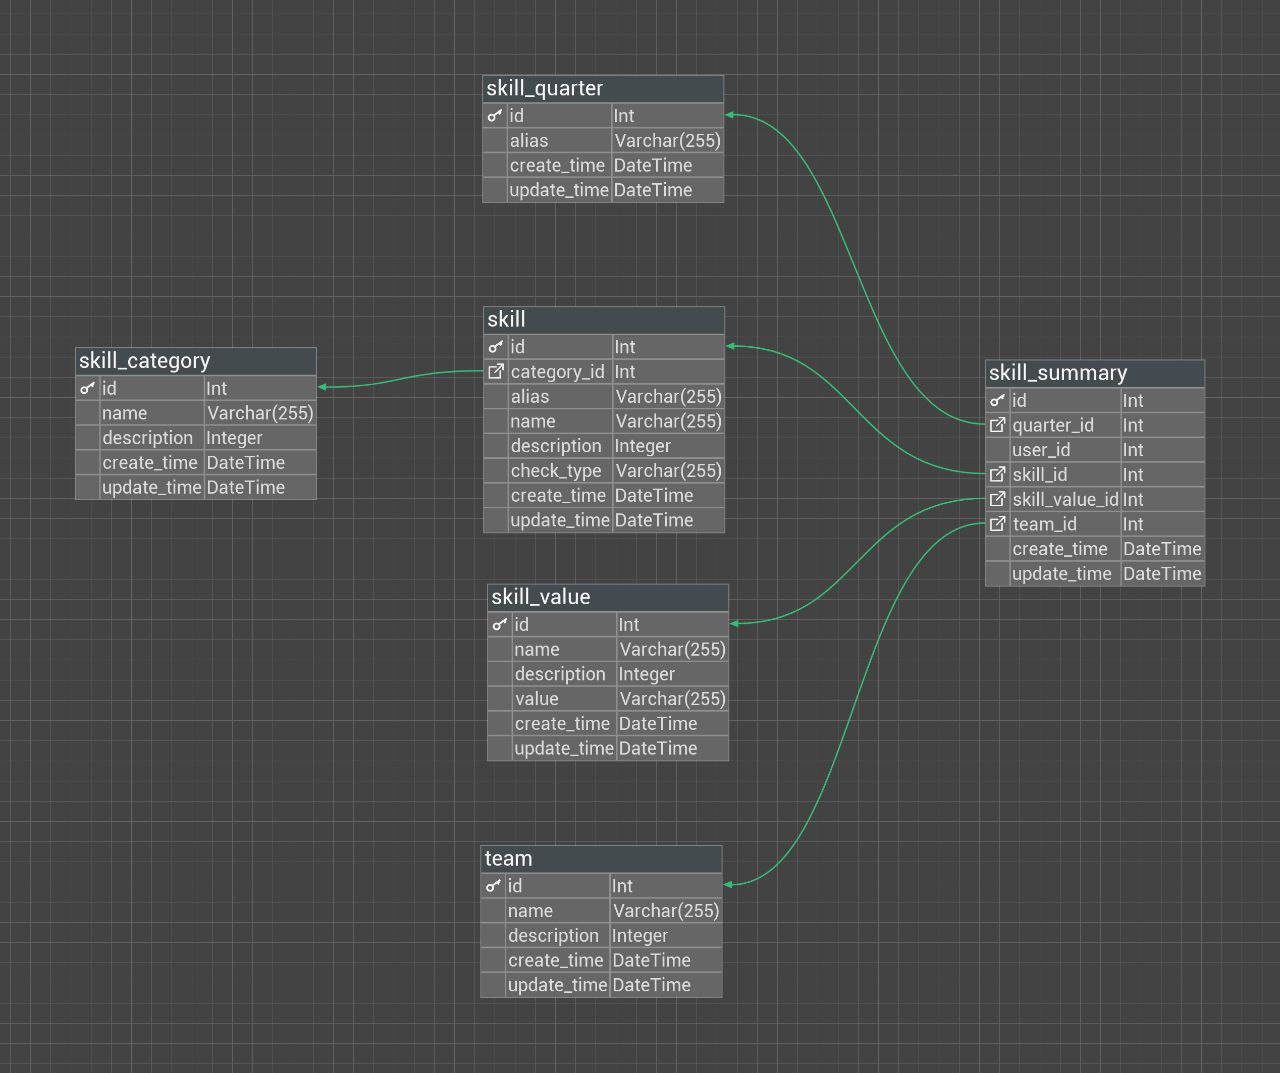 skill_quarter
id Int
alias Varchar(255)
create_time DateTime
update_time DateTime
skill
id Int
category_id Int
alias Varchar(255)
name Varchar(255)
description Integer
check_type Varchar(255)
create_time DateTime
update_time DateTime
skill_category
id Int
name Varchar(255)
description Integer
create_time DateTime
update_time DateTime
skill_summary
id Int
quarter_id Int
user_id Int
skill_id Int
skill_value_id Int
team_id Int
create_time DateTime
update_time DateTime
skill_value
id Int
name Varchar(255)
description Integer
value Varchar(255)
create_time DateTime
update_time DateTime
team
id Int
name Varchar(255)
description Integer
create_time DateTime
update_time DateTime